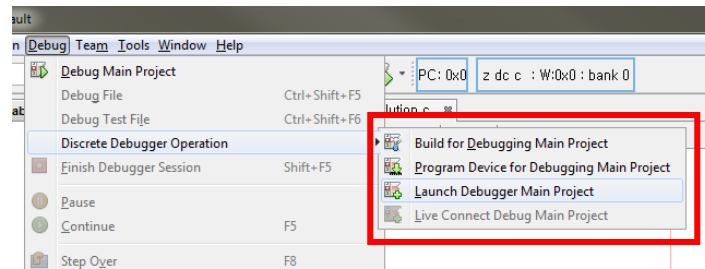 ault
n Debug Team Tools Window Help
Debug Main Project
PC: 0x0 z dc c : W:0x0 : bank 0
Debug File Ctrl+Shift+F5
Debug Test File Ctrl+Shift+F6
ab
lution.c
Discrete Debugger Operation
Build for Debugging Main Project
Finish Debugger Session Shift+F5
Program Device for Debugging Main Project
Launch Debugger Main Project
Pause
Live Connect Debug Main Project
Continue F5
Step Over F8